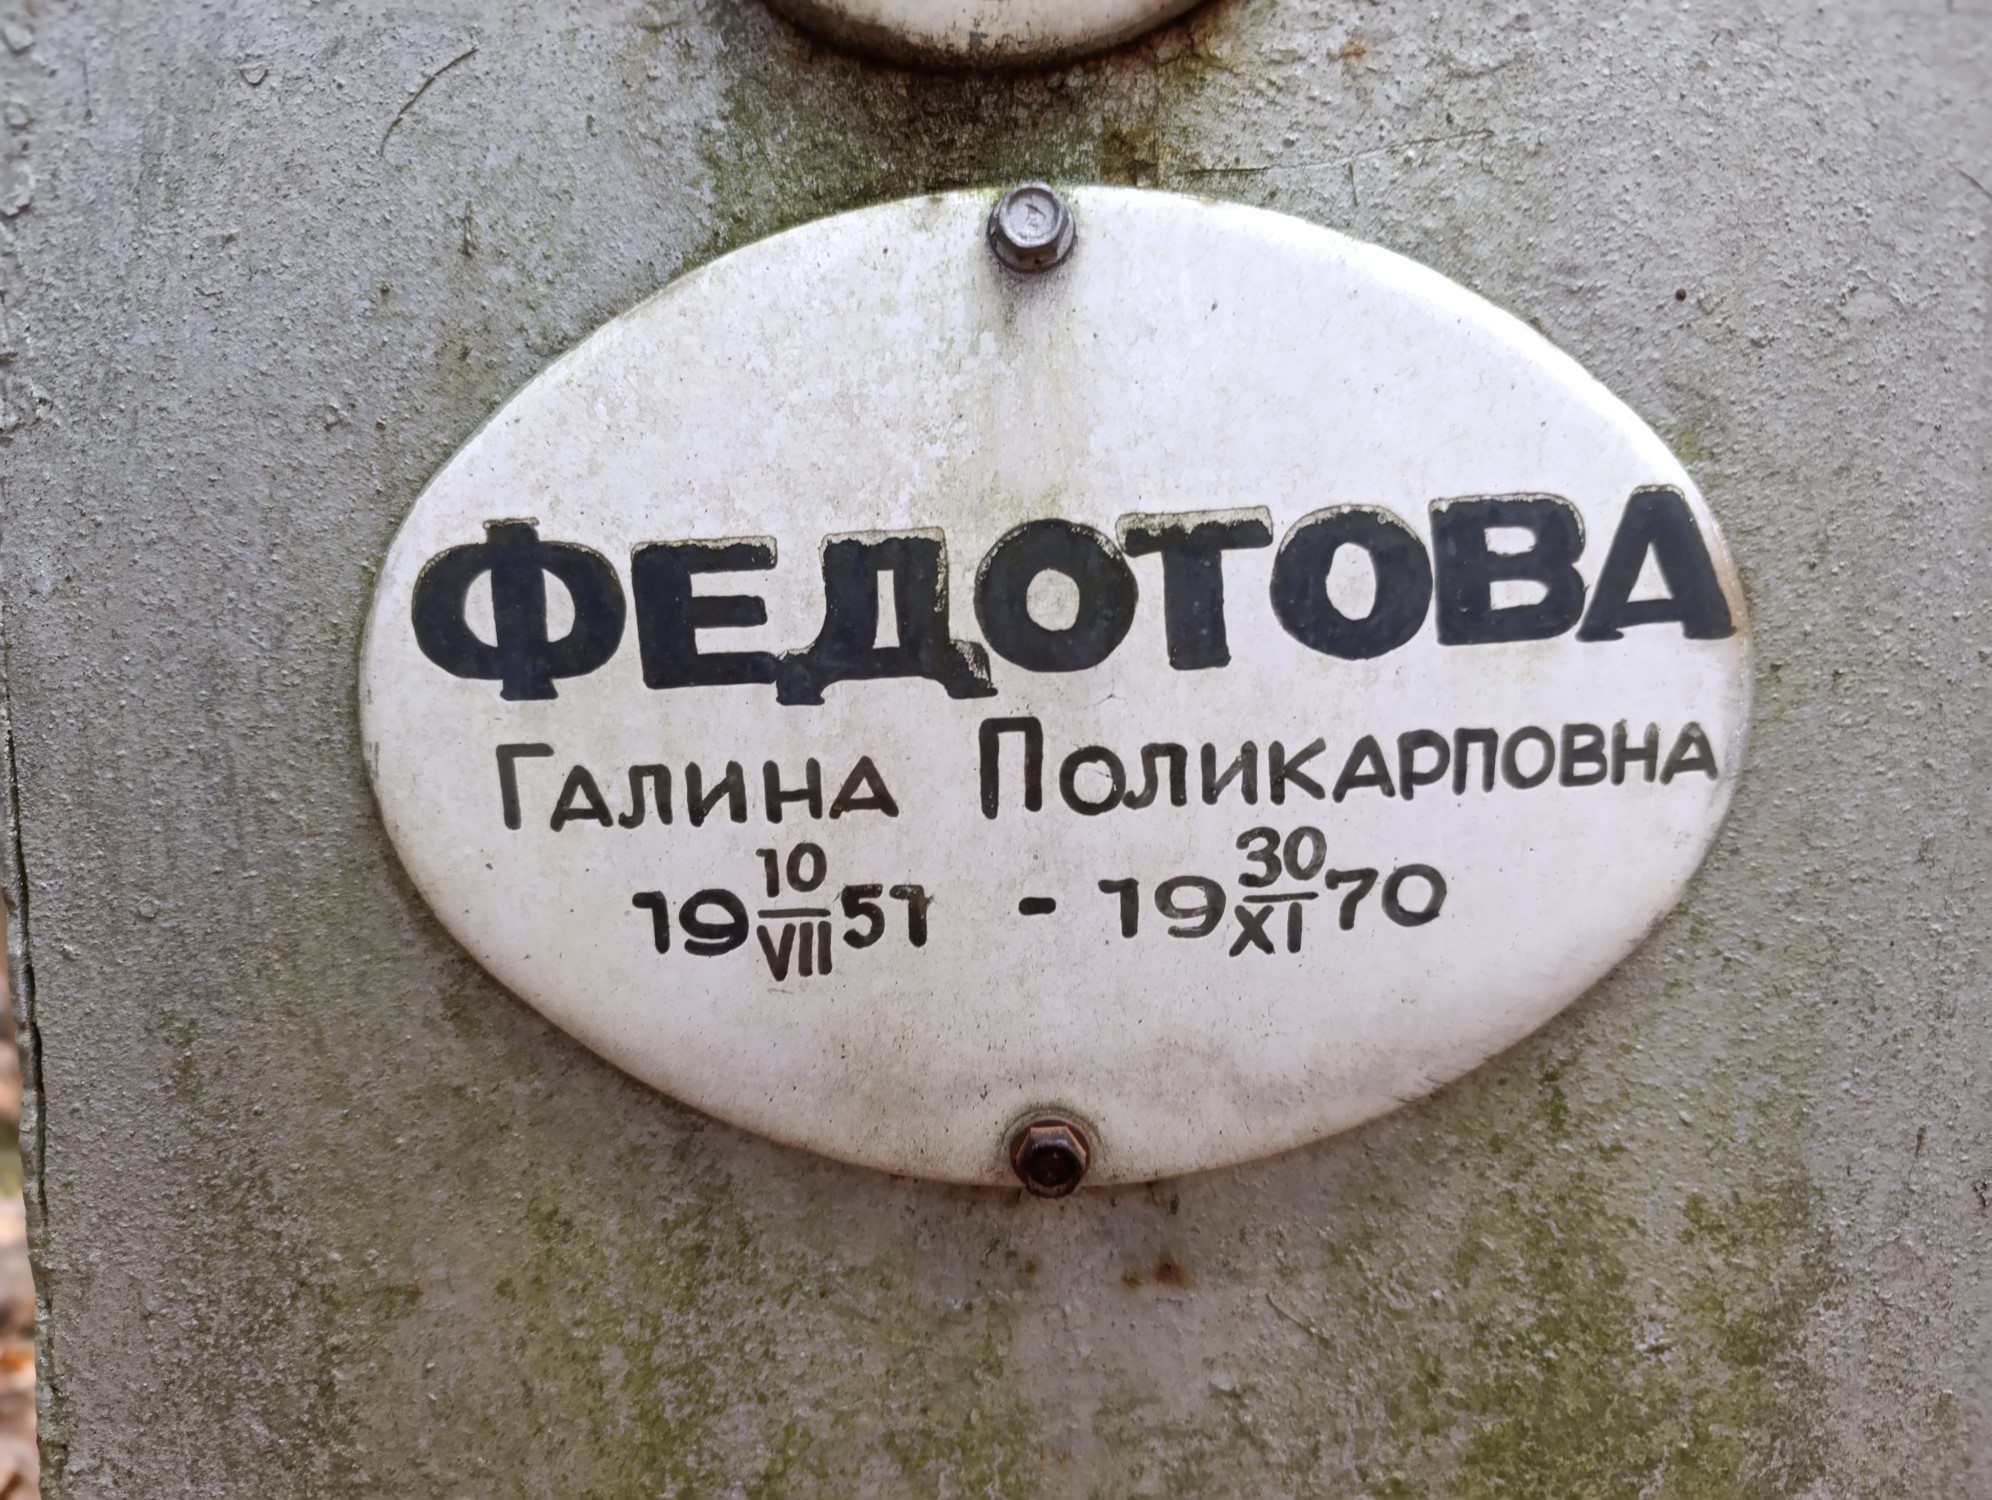 ФЕДОТОВА
Галина Поликарповна
19 10/VII 51 - 19 30/XI 70